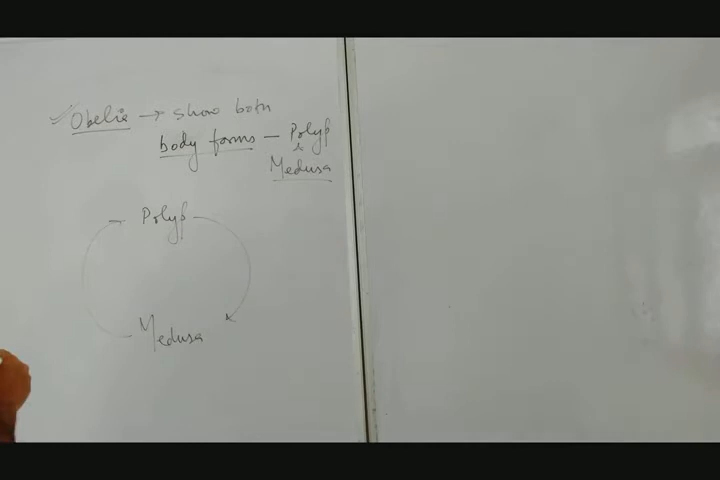 Obelia → show both
body forms - Polyp
&
Medusa
Polyp
Medusa